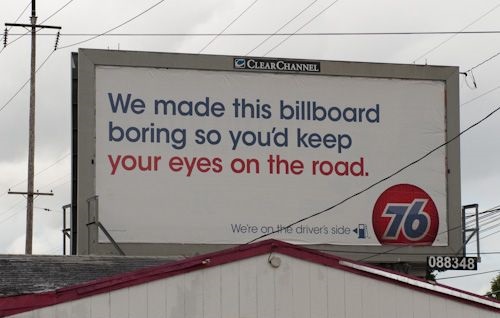 CLEARCHANNEL
We made this billboard
boring so you'd keep
your eyes on the road.
We're on the driver's side
76
088348